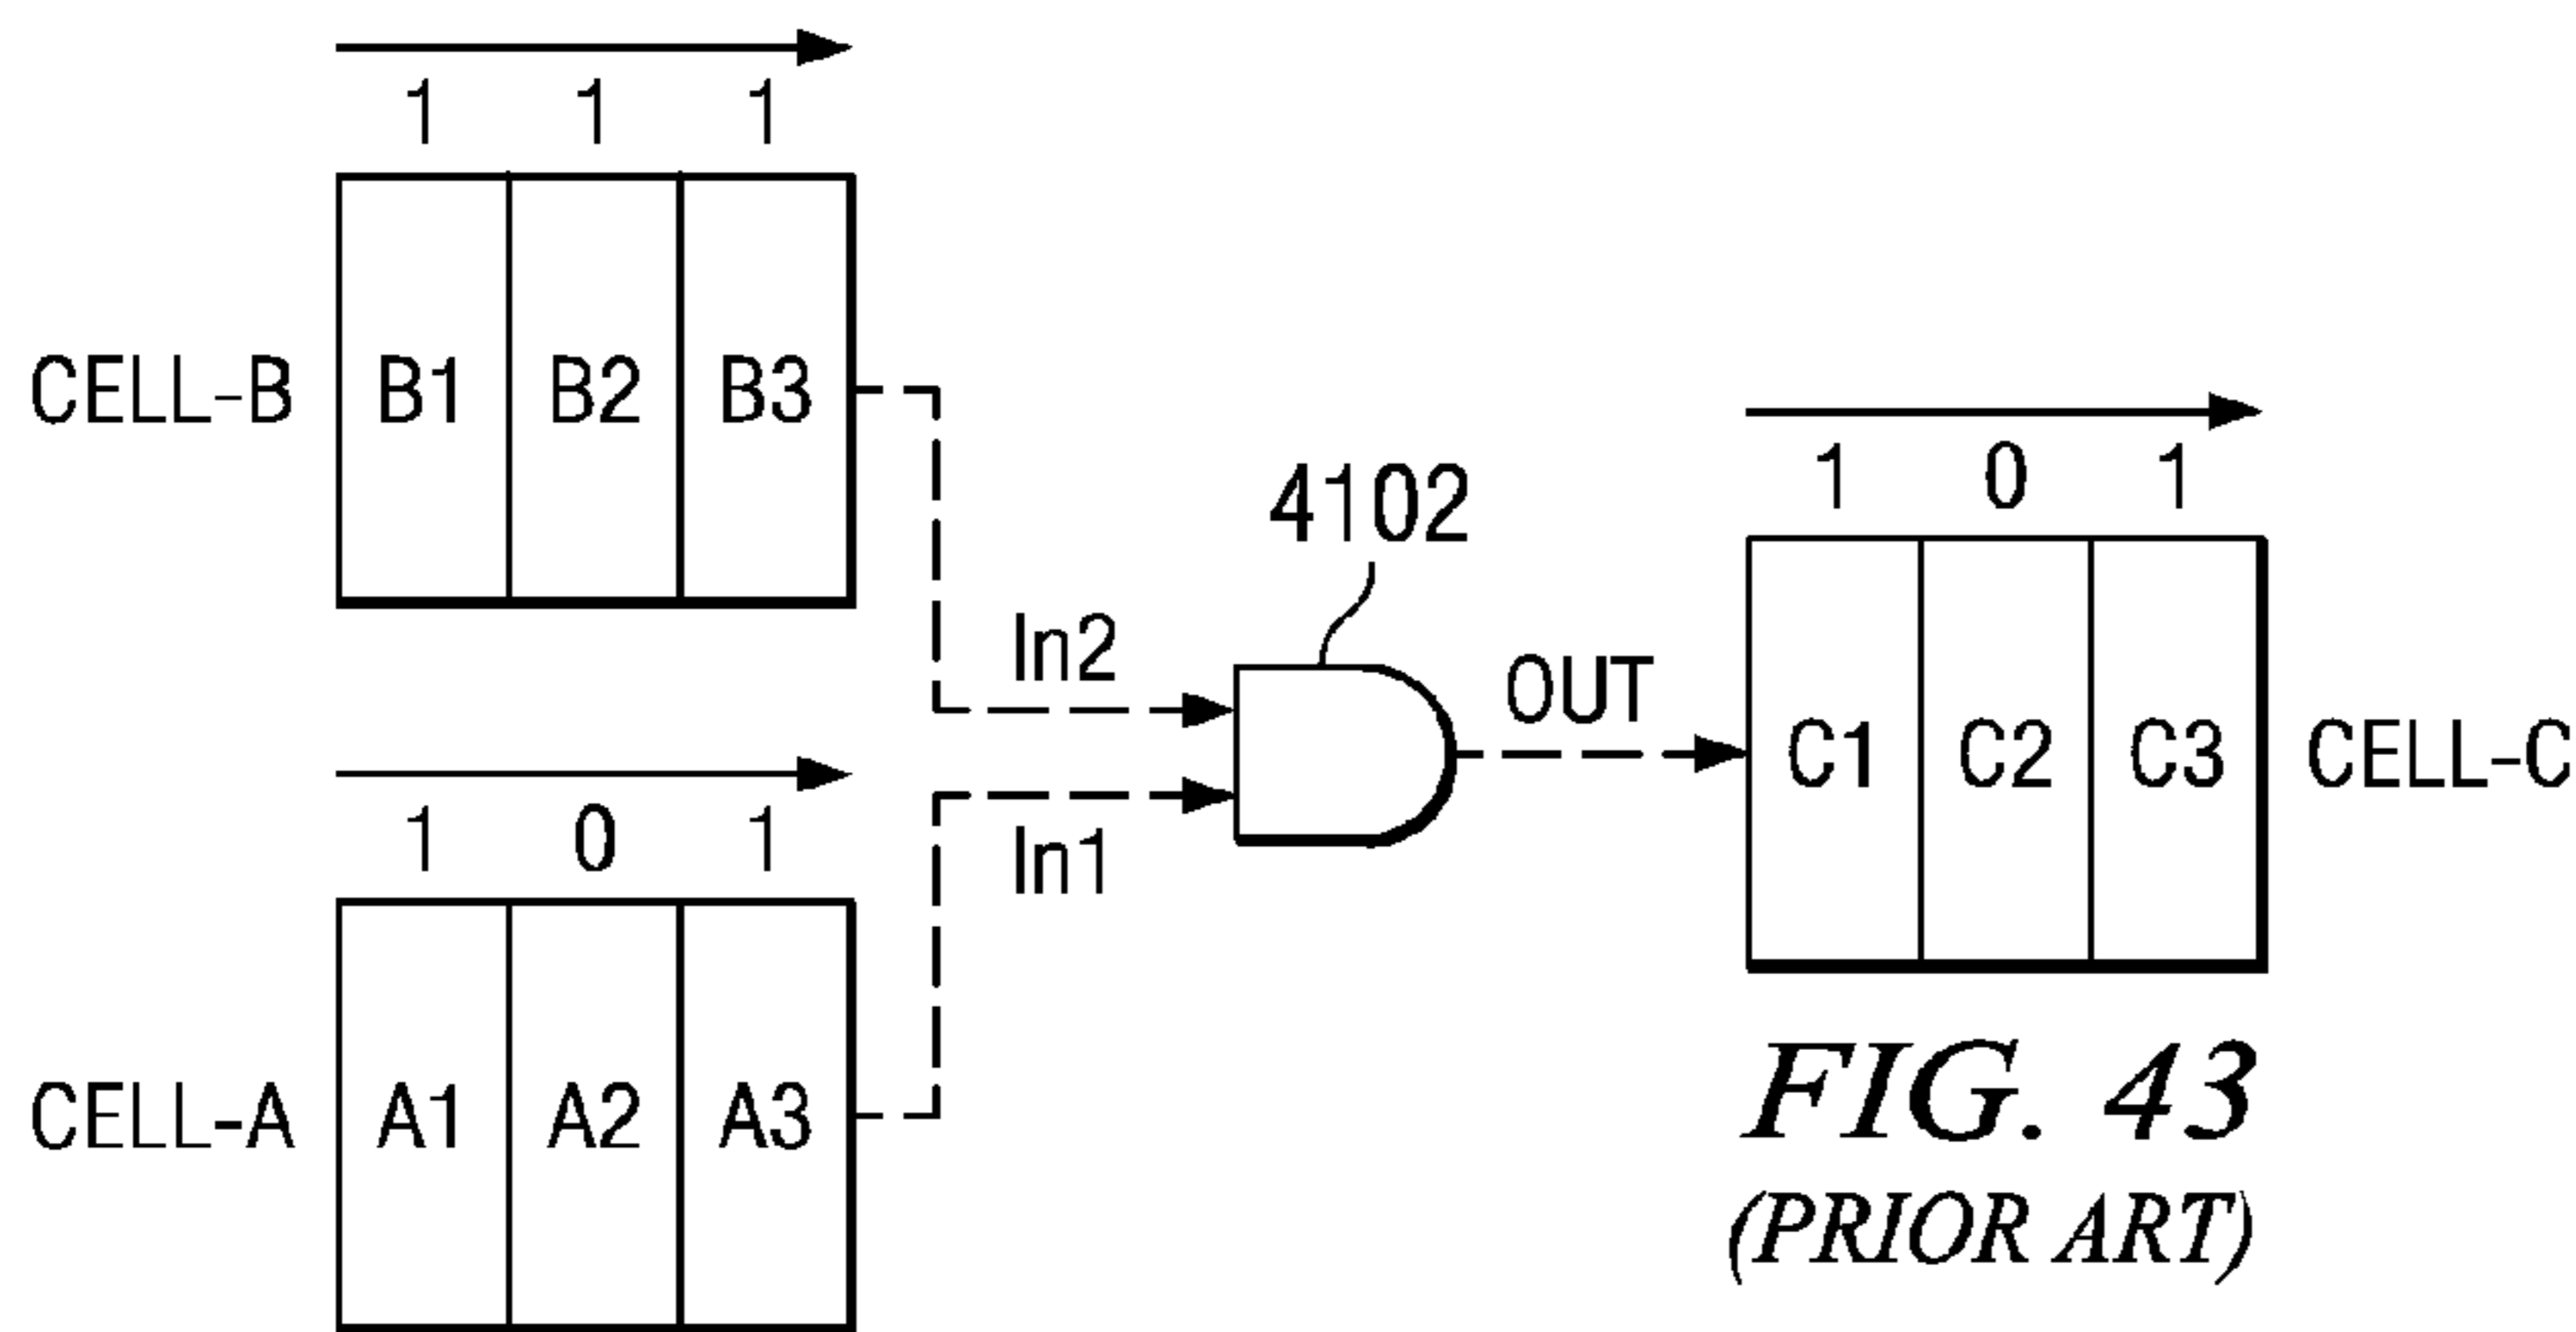 1 1 1
CELL-B B1 B2 B3
4102
1 0 1
In2
OUT
C1 C2 C3 CELL-C
1 0 1
In1
CELL-A A1 A2 A3
FIG. 43
(PRIOR ART)